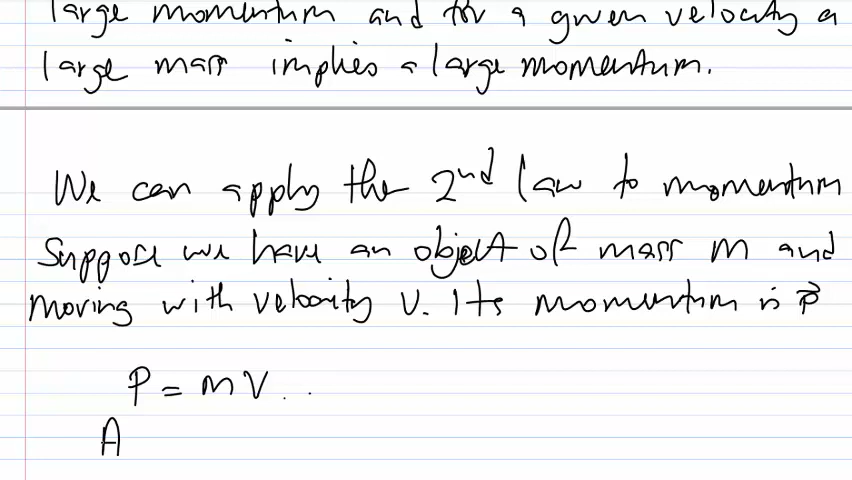 large momentum and for a given velocity a
large mass implies a large momentum.
We can apply the 2nd law to momentum
Suppose we have an object of mass m and
moving with velocity v. Its momentum is p⃗
P = mV ..
A